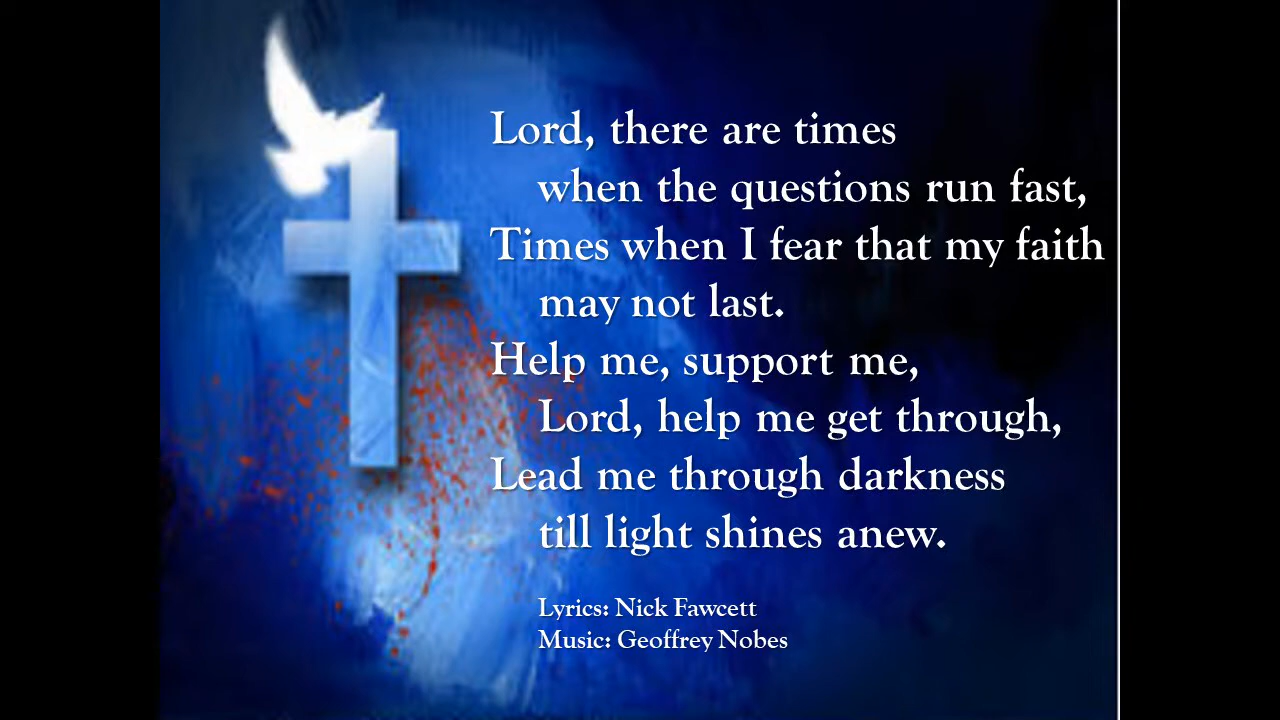 Lord, there are times
when the questions run fast,
Times when I fear that my faith
may not last.
Help me, support me,
Lord, help me get through,
Lead me through darkness
till light shines anew.
Lyrics: Nick Fawcett
Music: Geoffrey Nobes